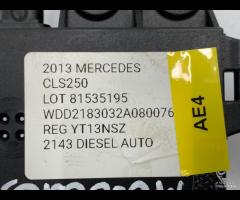 2013 MERCEDES
CLS250
LOT 81535195
WDD2183032A080076
REG YT13NSZ
2143 DIESEL AUTO
AE4